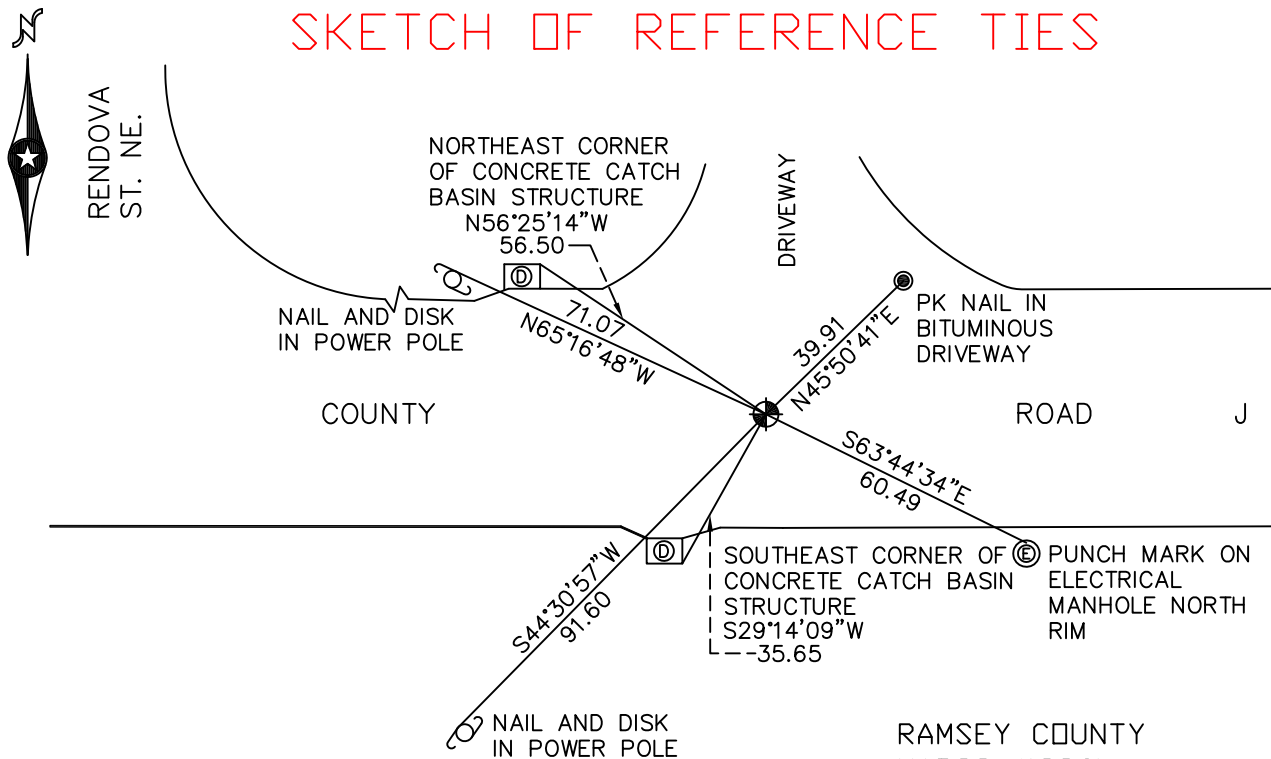 SKETCH OF REFERENCE TIES
N
RENDOVA
ST. NE.
NORTHEAST CORNER
OF CONCRETE CATCH
BASIN STRUCTURE
N56°25'14"W
56.50
DRIVEWAY
D
NAIL AND DISK
IN POWER POLE
71.07
N65°16'48"W
39.91
N45°50'41"E
PK NAIL IN
BITUMINOUS
DRIVEWAY
COUNTY
ROAD
J
S63°44'34"E
60.49
S44°30'57"W
91.60
D
SOUTHEAST CORNER OF
CONCRETE CATCH BASIN
STRUCTURE
S29°14'09"W
35.65
E
PUNCH MARK ON
ELECTRICAL
MANHOLE NORTH
RIM
NAIL AND DISK
IN POWER POLE
RAMSEY COUNTY